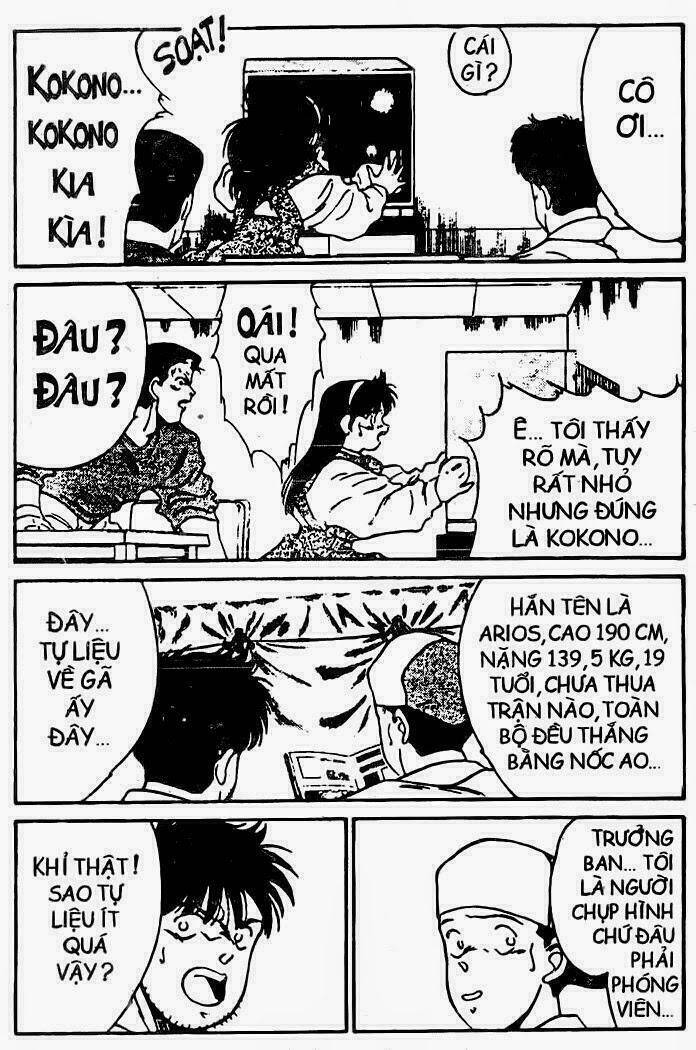 SOẠT!
KOKONO...
KOKONO
KIA
KÌA!
CÁI
GÌ?
CÔ
ƠI...
ĐÂU?
ĐÂU?
OÁI!
QUA
MẤT
RỒI!
Ê... TÔI THẤY
RÕ MÀ, TUY
RẤT NHỎ
NHƯNG ĐÚNG
LÀ KOKONO...
ĐÂY...
TỰ LIỆU
VỀ GÃ
ẤY
ĐÂY...
HẮN TÊN LÀ
ARIOS, CAO 190 CM,
NẶNG 139,5 KG, 19
TUỔI, CHƯA THUA
TRẬN NÀO, TOÀN
BỘ ĐỀU THẮNG
BẰNG NỐC AO...
KHỈ THẬT!
SAO TỰ
LIỆU ÍT
QUÁ
VẬY?
TRƯỞNG
BAN... TÔI
LÀ NGƯỜI
CHỤP HÌNH
CHỨ ĐÂU
PHẢI
PHÓNG
VIÊN...